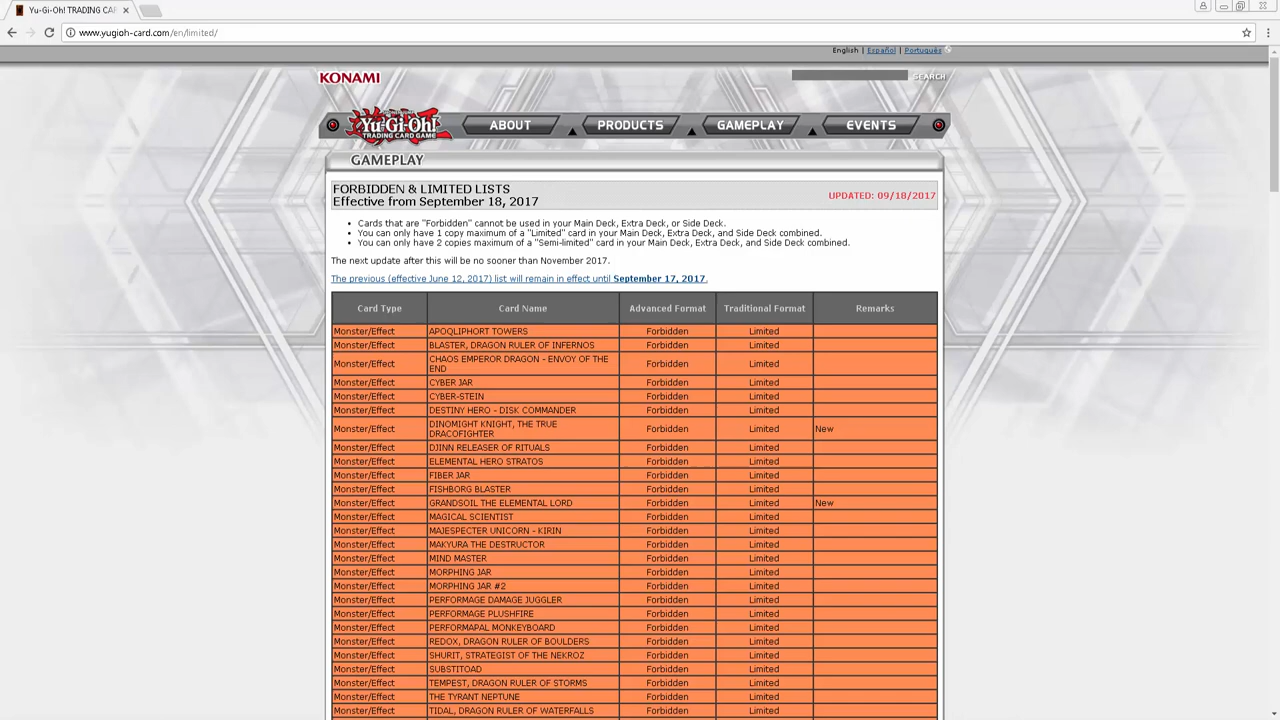 Yu-Gi-Oh! TRADING CAR
www.yugioh-card.com/en/limited/
English | Español | Português
KONAMI
SEARCH
Yu-Gi-Oh!
TRADING CARD GAME
ABOUT PRODUCTS GAMEPLAY EVENTS
GAMEPLAY
FORBIDDEN & LIMITED LISTS
Effective from September 18, 2017
UPDATED: 09/18/2017
• Cards that are "Forbidden" cannot be used in your Main Deck, Extra Deck, or Side Deck.
• You can only have 1 copy maximum of a "Limited" card in your Main Deck, Extra Deck, and Side Deck combined.
• You can only have 2 copies maximum of a "Semi-limited" card in your Main Deck, Extra Deck, and Side Deck combined.
The next update after this will be no sooner than November 2017.
The previous (effective June 12, 2017) list will remain in effect until September 17, 2017.
Card Type Card Name Advanced Format Traditional Format Remarks
Monster/Effect APOQLIPHORT TOWERS Forbidden Limited
Monster/Effect BLASTER, DRAGON RULER OF INFERNOS Forbidden Limited
Monster/Effect CHAOS EMPEROR DRAGON - ENVOY OF THE END Forbidden Limited
Monster/Effect CYBER JAR Forbidden Limited
Monster/Effect CYBER-STEIN Forbidden Limited
Monster/Effect DESTINY HERO - DISK COMMANDER Forbidden Limited
Monster/Effect DINOMIGHT KNIGHT, THE TRUE DRACOFIGHTER Forbidden Limited New
Monster/Effect DJINN RELEASER OF RITUALS Forbidden Limited
Monster/Effect ELEMENTAL HERO STRATOS Forbidden Limited
Monster/Effect FIBER JAR Forbidden Limited
Monster/Effect FISHBORG BLASTER Forbidden Limited
Monster/Effect GRANDSOIL THE ELEMENTAL LORD Forbidden Limited New
Monster/Effect MAGICAL SCIENTIST Forbidden Limited
Monster/Effect MAJESPECTER UNICORN - KIRIN Forbidden Limited
Monster/Effect MAKYURA THE DESTRUCTOR Forbidden Limited
Monster/Effect MIND MASTER Forbidden Limited
Monster/Effect MORPHING JAR Forbidden Limited
Monster/Effect MORPHING JAR #2 Forbidden Limited
Monster/Effect PERFORMAGE DAMAGE JUGGLER Forbidden Limited
Monster/Effect PERFORMAGE PLUSHFIRE Forbidden Limited
Monster/Effect PERFORMAPAL MONKEYBOARD Forbidden Limited
Monster/Effect REDOX, DRAGON RULER OF BOULDERS Forbidden Limited
Monster/Effect SHURIT, STRATEGIST OF THE NEKROZ Forbidden Limited
Monster/Effect SUBSTITOAD Forbidden Limited
Monster/Effect TEMPEST, DRAGON RULER OF STORMS Forbidden Limited
Monster/Effect THE TYRANT NEPTUNE Forbidden Limited
Monster/Effect TIDAL, DRAGON RULER OF WATERFALLS Forbidden Limited